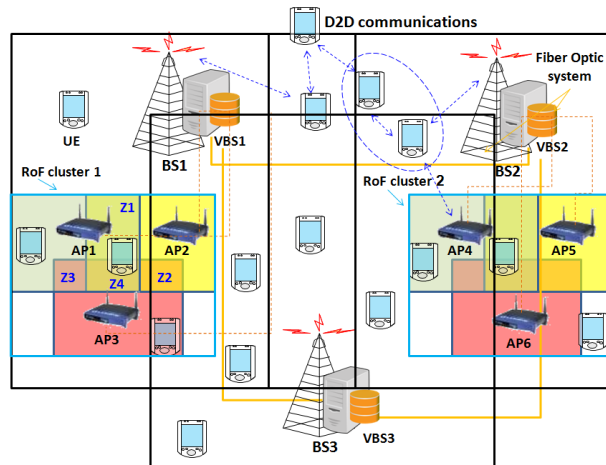 D2D communications
Fiber Optic
system
UE
BS1
VBS1
BS2
VBS2
RoF cluster 1
RoF cluster 2
Z1
AP1
AP2
AP4
AP5
Z3
Z4
Z2
AP3
AP6
BS3
VBS3